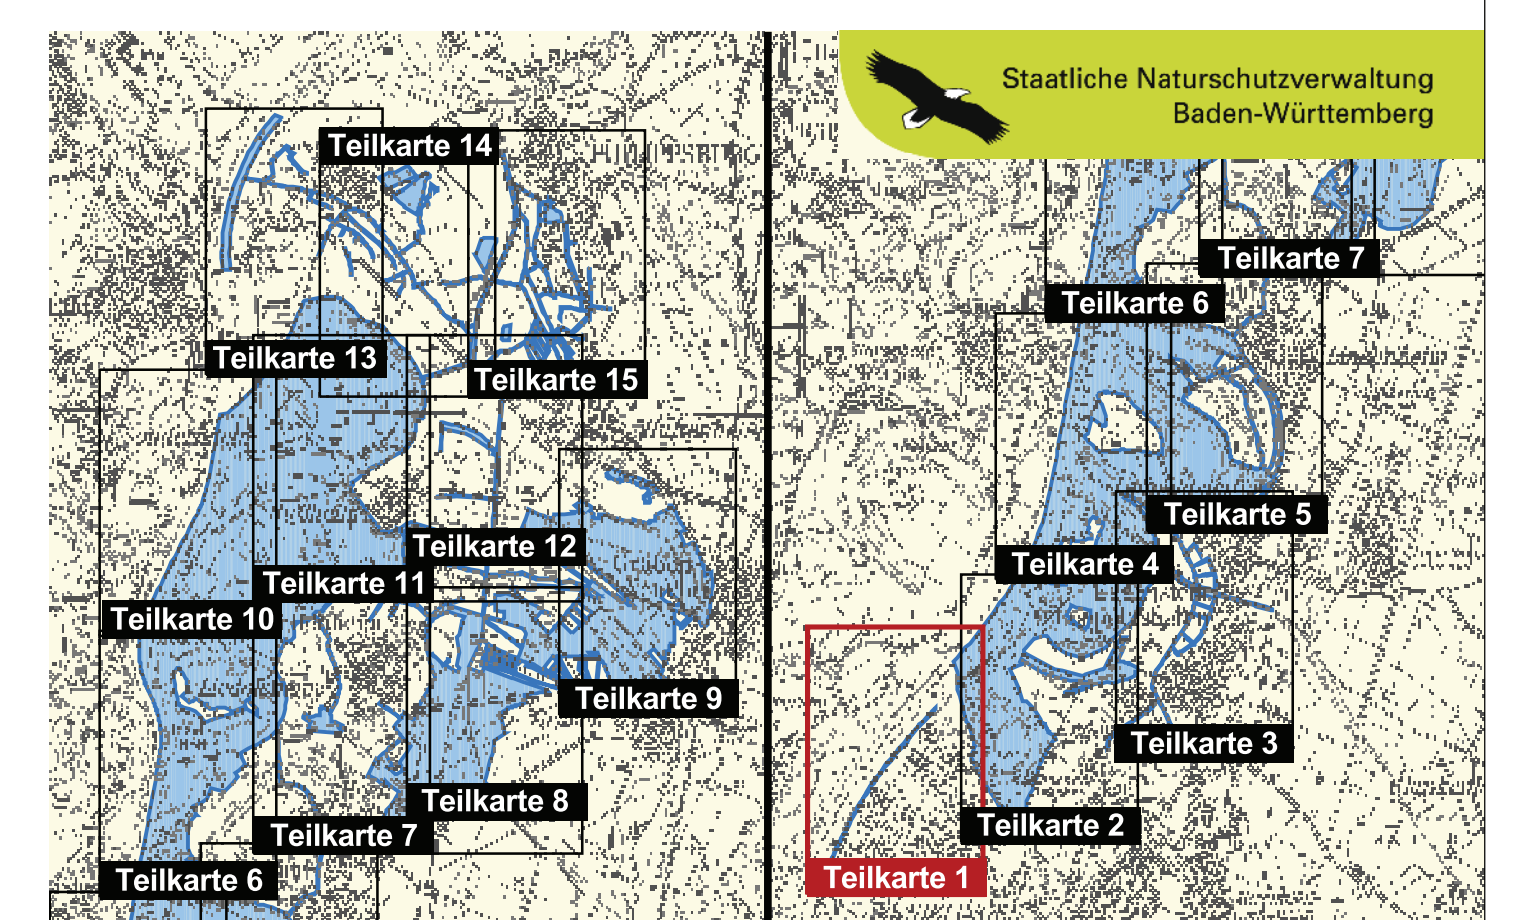 Staatliche Naturschutzverwaltung
Baden-Württemberg
Teilkarte 14
Teilkarte 13
Teilkarte 15
Teilkarte 12
Teilkarte 11
Teilkarte 10
Teilkarte 9
Teilkarte 8
Teilkarte 7
Teilkarte 6
Teilkarte 7
Teilkarte 6
Teilkarte 5
Teilkarte 4
Teilkarte 3
Teilkarte 2
Teilkarte 1